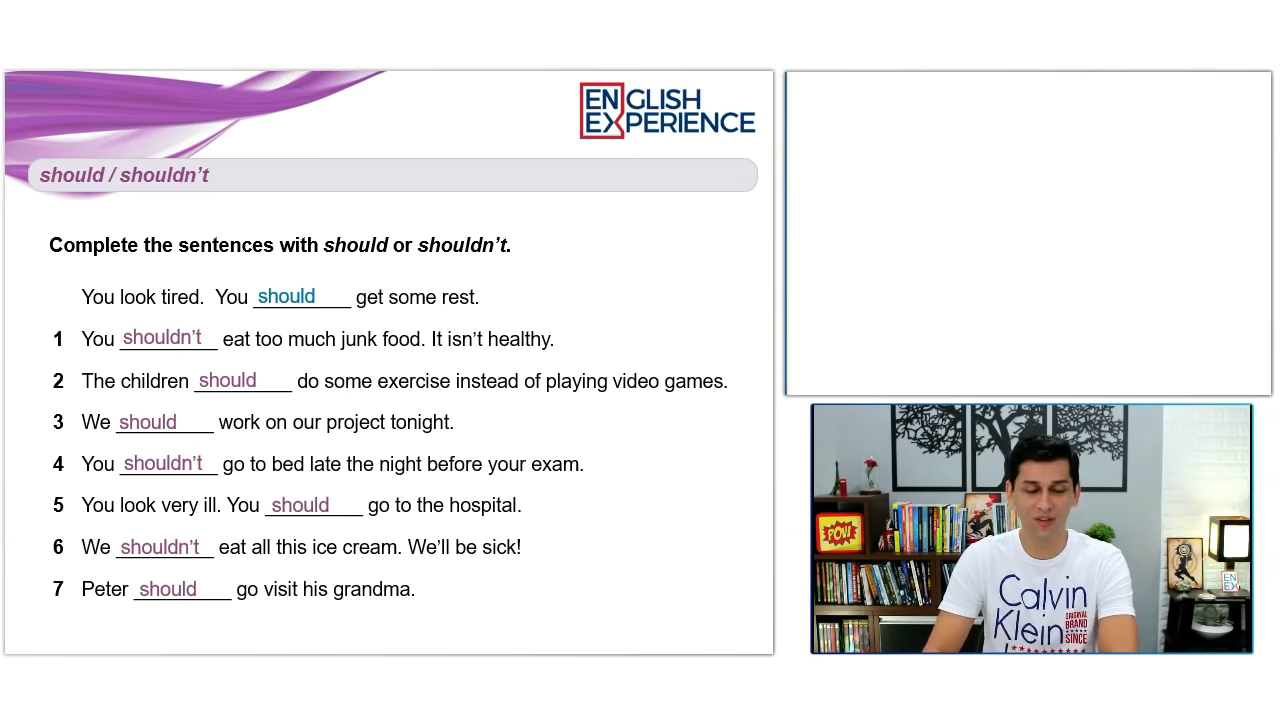 ENGLISH
EXPERIENCE
should / shouldn't
Complete the sentences with should or shouldn't.
You look tired. You should get some rest.
1 You shouldn't eat too much junk food. It isn't healthy.
2 The children should do some exercise instead of playing video games.
3 We should work on our project tonight.
4 You shouldn't go to bed late the night before your exam.
5 You look very ill. You should go to the hospital.
6 We shouldn't eat all this ice cream. We'll be sick!
7 Peter should go visit his grandma.
POW!
EN
EX
Calvin
Klein
ORIGINAL
BRAND
SINCE